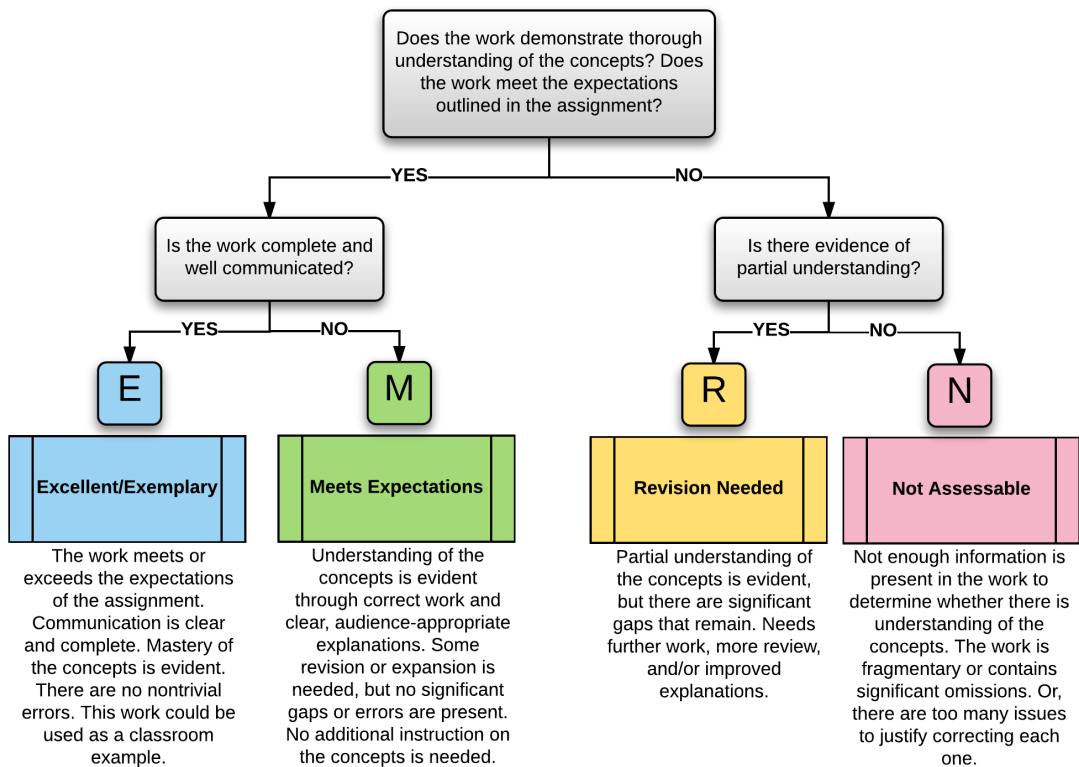 Does the work demonstrate thorough
understanding of the concepts? Does
the work meet the expectations
outlined in the assignment?
YES
NO
Is the work complete and
well communicated?
Is there evidence of
partial understanding?
YES
NO
YES
NO
E
M
R
N
Excellent/Exemplary
Meets Expectations
Revision Needed
Not Assessable
The work meets or
exceeds the expectations
of the assignment.
Communication is clear
and complete. Mastery of
the concepts is evident.
There are no nontrivial
errors. This work could be
used as a classroom
example.
Understanding of the
concepts is evident
through correct work and
clear, audience-appropriate
explanations. Some
revision or expansion is
needed, but no significant
gaps or errors are present.
No additional instruction on
the concepts is needed.
Partial understanding of
the concepts is evident,
but there are significant
gaps that remain. Needs
further work, more review,
and/or improved
explanations.
Not enough information is
present in the work to
determine whether there is
understanding of the
concepts. The work is
fragmentary or contains
significant omissions. Or,
there are too many issues
to justify correcting each
one.